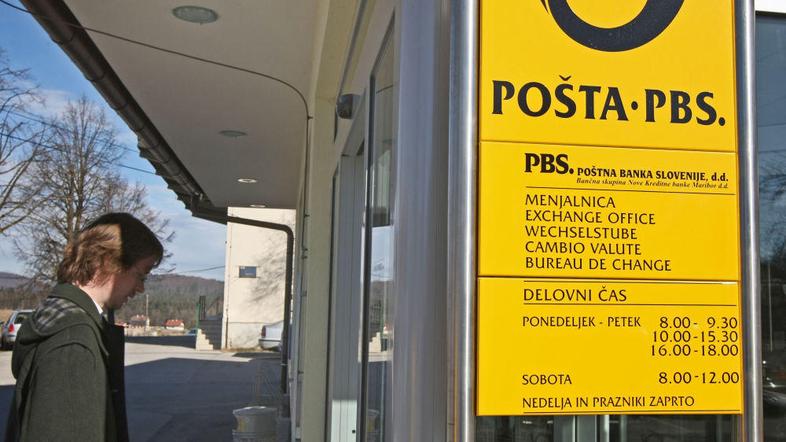 POŠTA·PBS.
PBS. POŠTNA BANKA SLOVENIJE, d.d.
Bančna skupina Nove Kreditne banke Maribor d.d.
MENJALNICA
EXCHANGE OFFICE
WECHSELSTUBE
CAMBIO VALUTE
BUREAU DE CHANGE
DELOVNI ČAS
PONEDELJEK - PETEK 8.00 - 9.30
10.00-15.30
16.00-18.00
SOBOTA 8.00-12.00
NEDELJA IN PRAZNIKI ZAPRTO